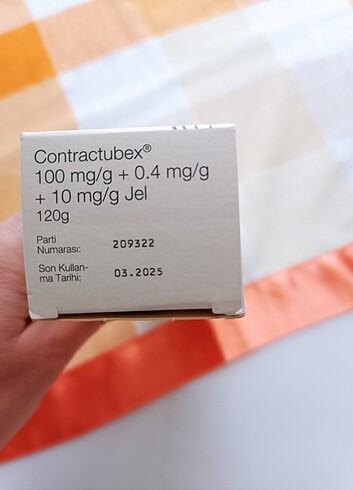 Contractubex®
100 mg/g + 0.4 mg/g
+ 10 mg/g Jel
120g
Parti
Numarası: 209322
Son Kullan-
ma Tarihi: 03.2025